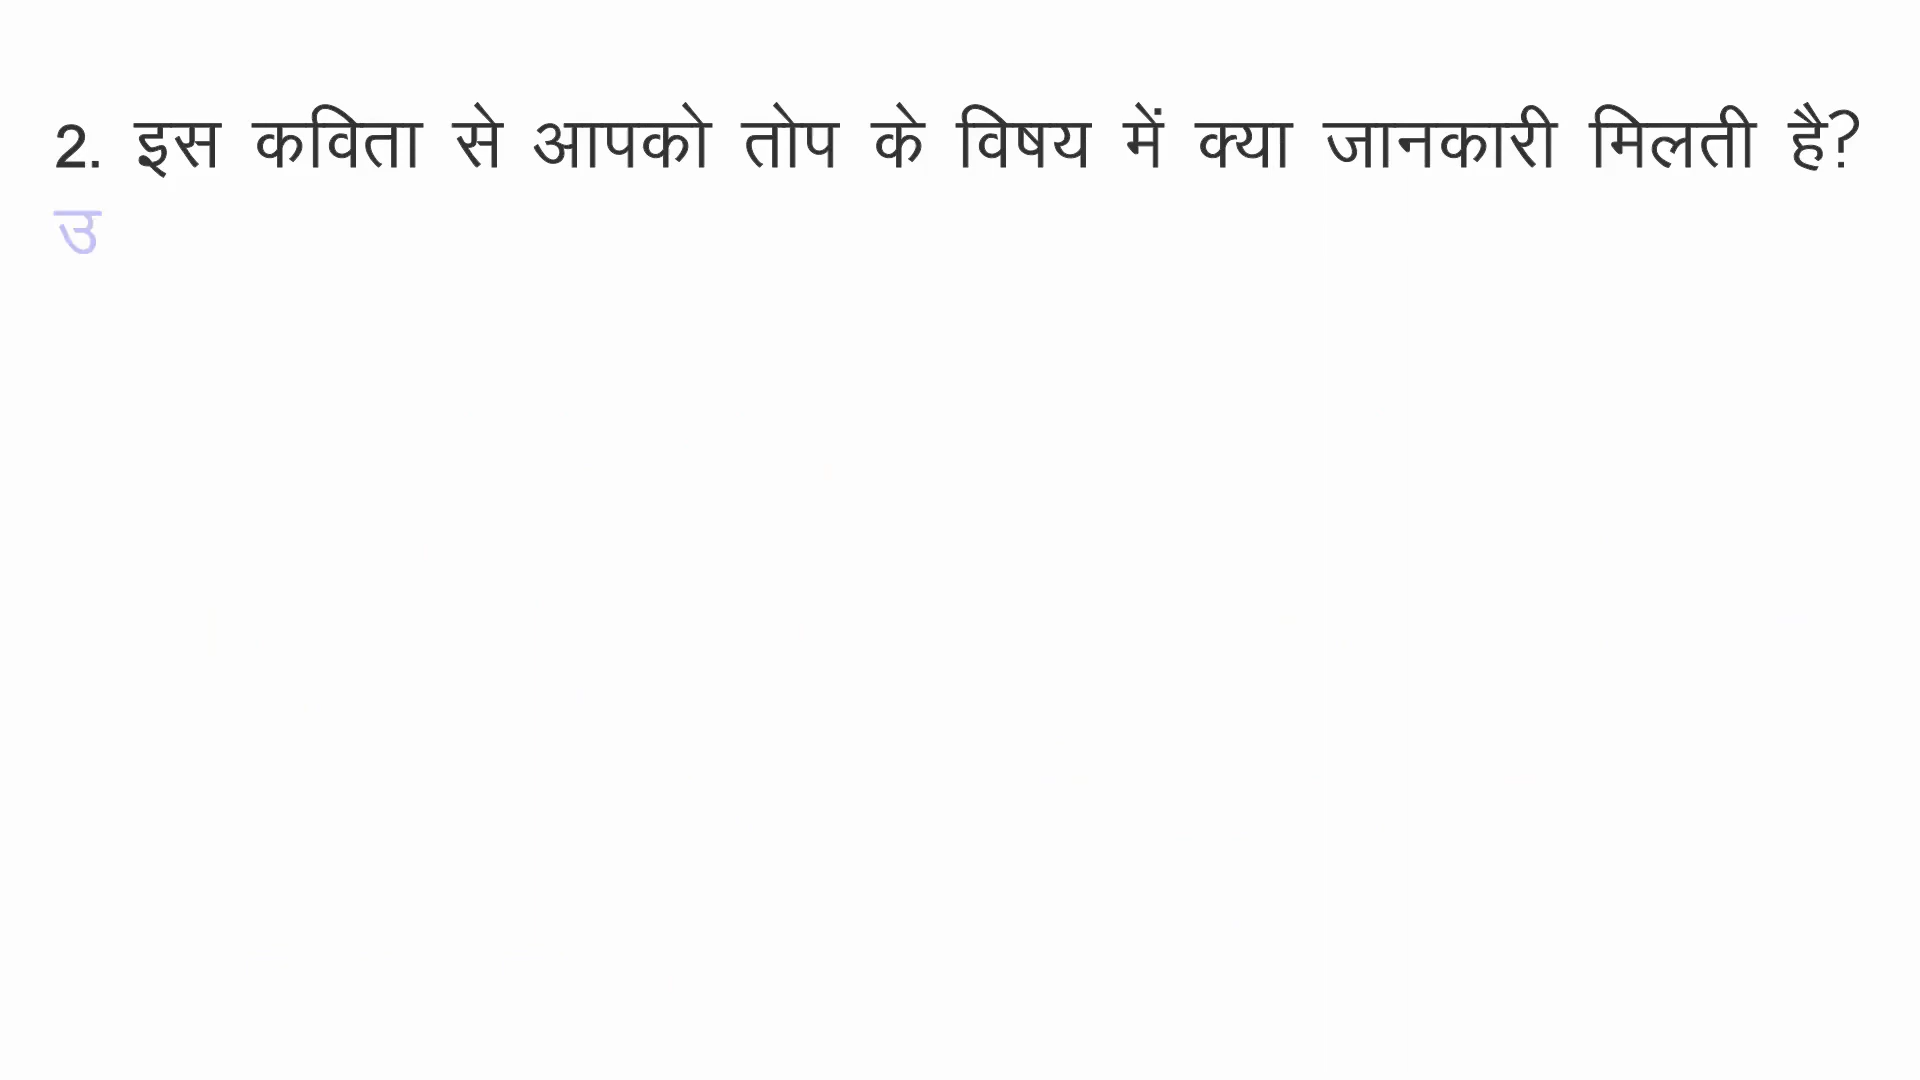 2. इस कविता से आपको तोप के विषय में क्या जानकारी मिलती है?
उ